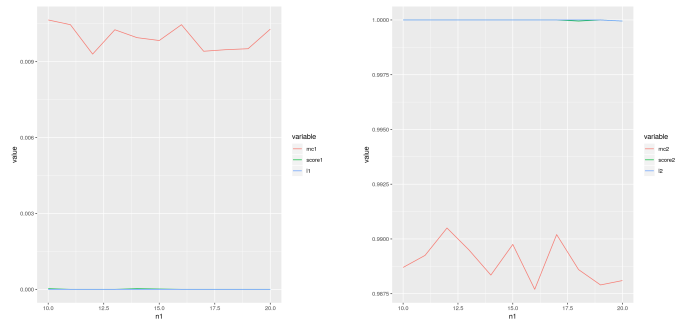 0.009
0.006
0.003
0.000
10.0
12.5
15.0
17.5
20.0
n1
value
variable
mc1
score1
l1
1.0000
0.9975
0.9950
0.9925
0.9900
0.9875
10.0
12.5
15.0
17.5
20.0
n1
value
variable
mc2
score2
l2